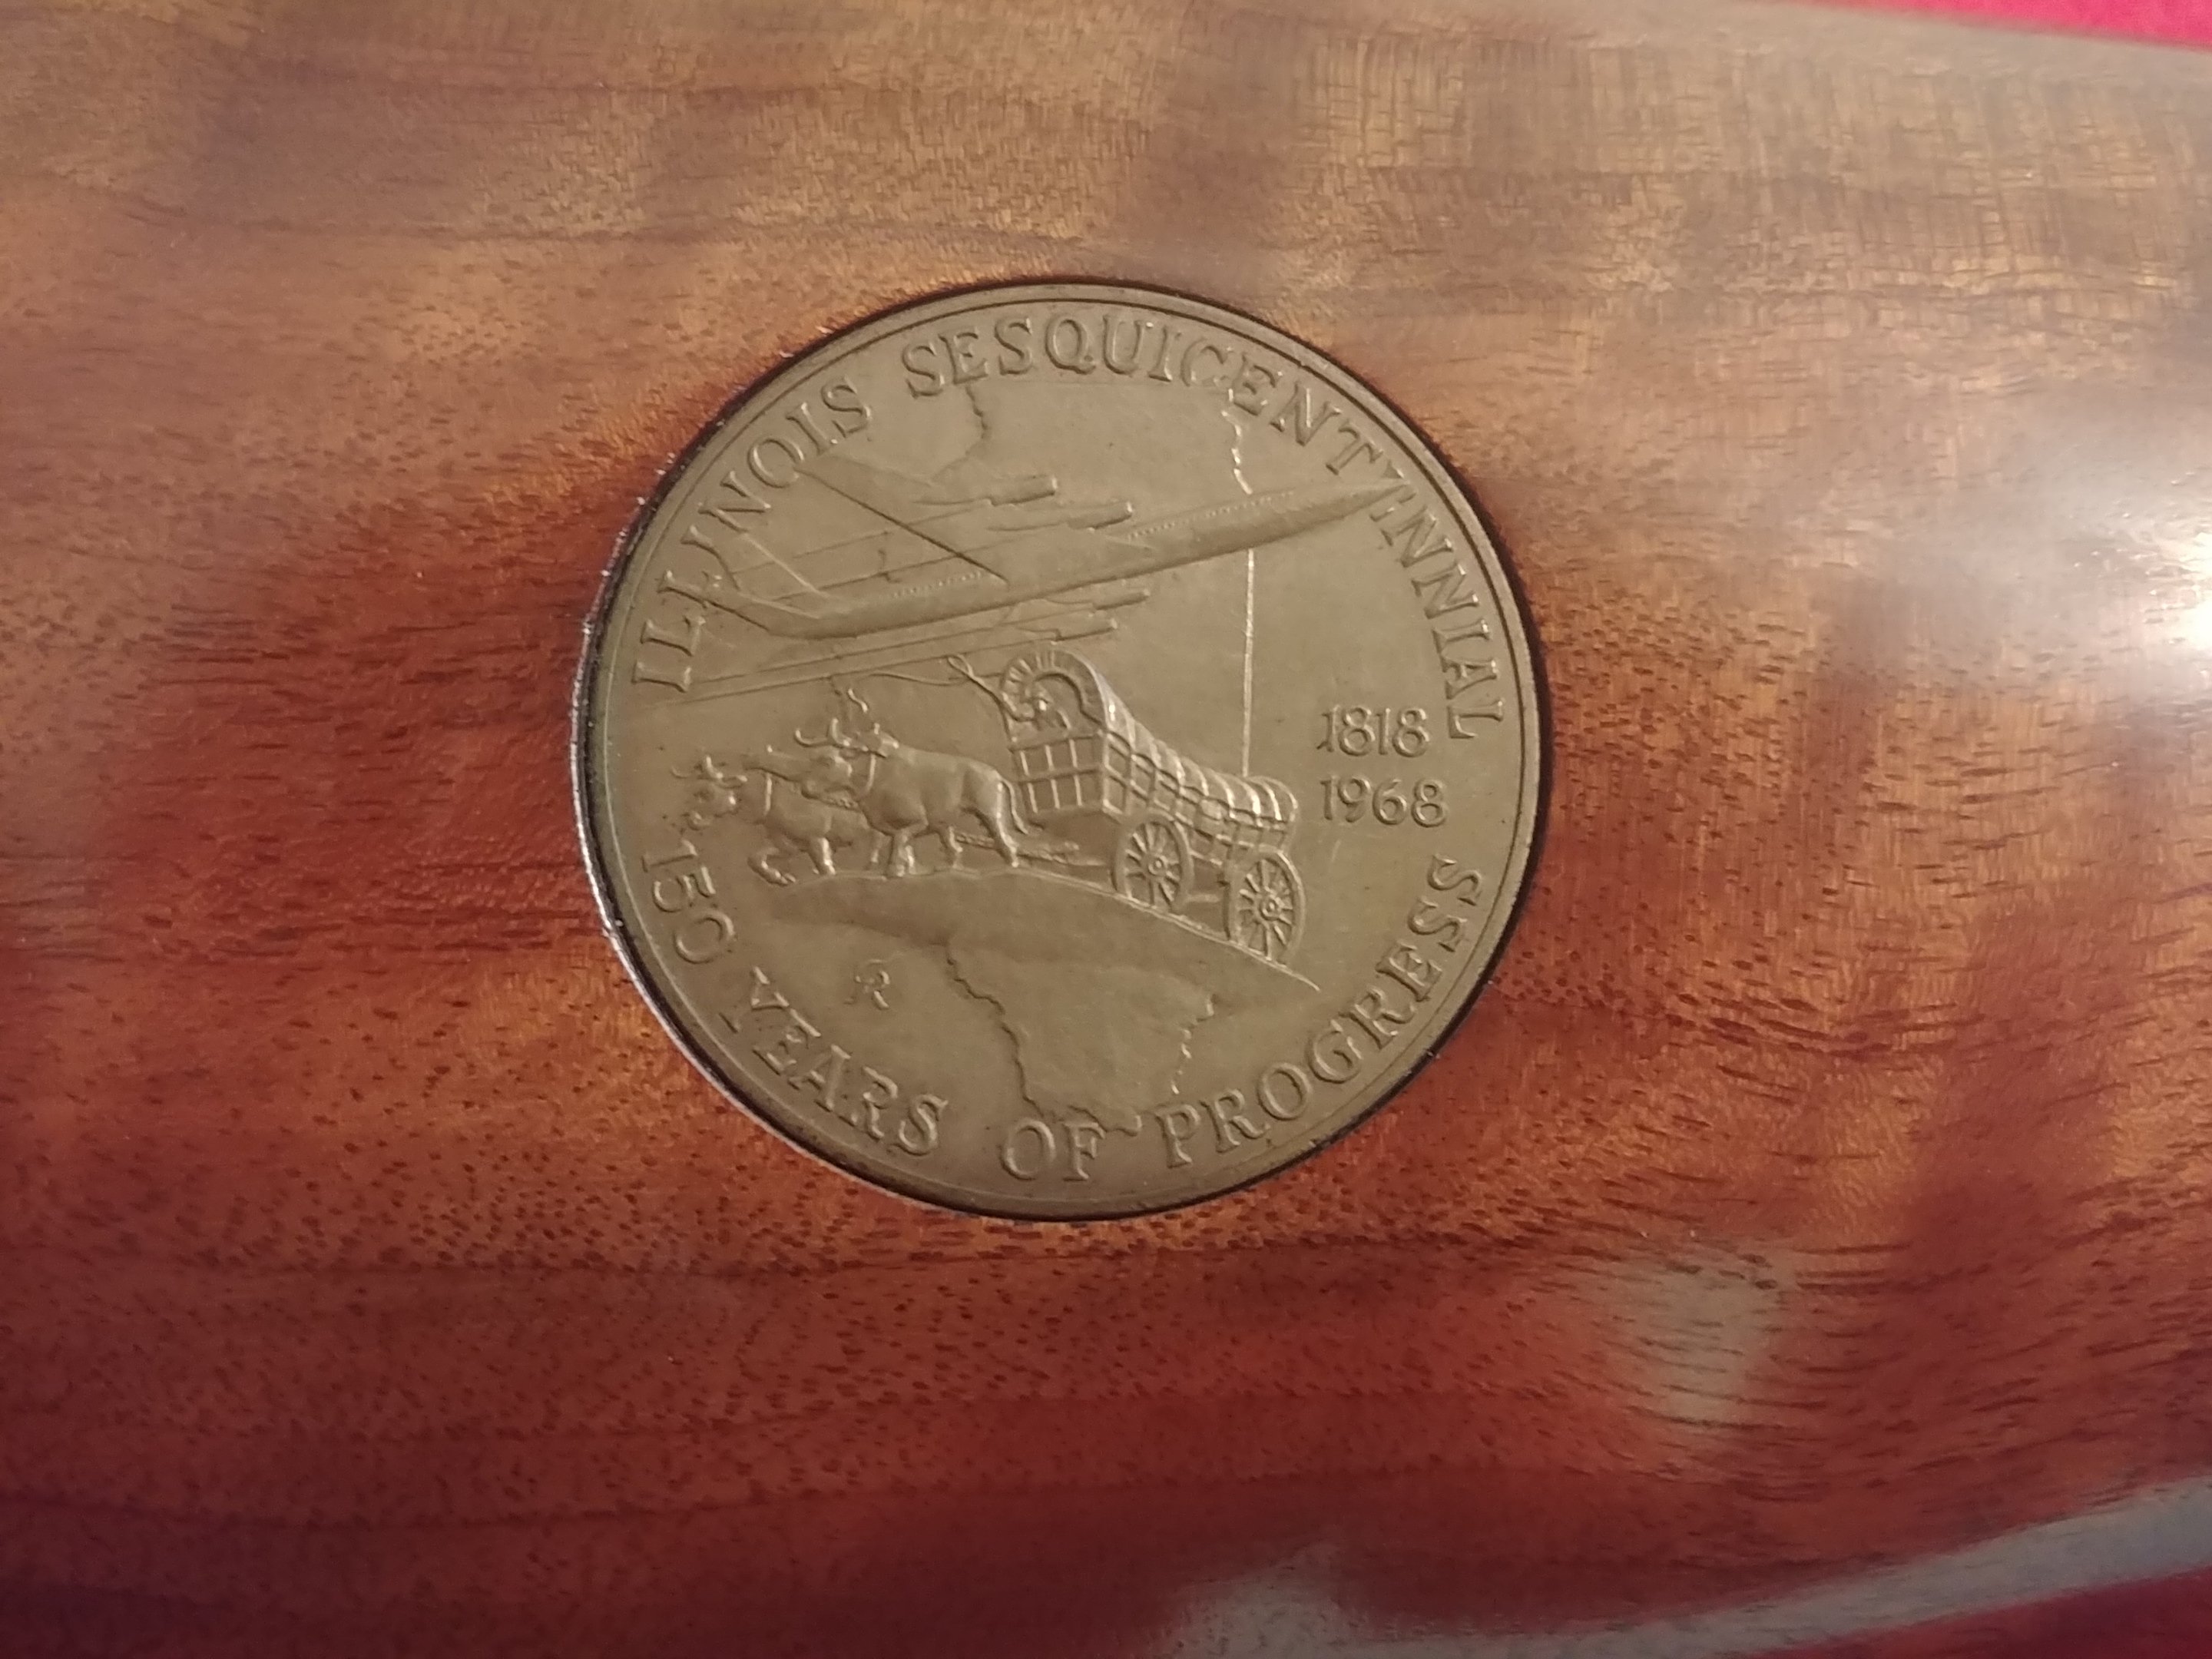 ILLINOIS SESQUICENTENNIAL
1818
1968
150 YEARS OF PROGRESS